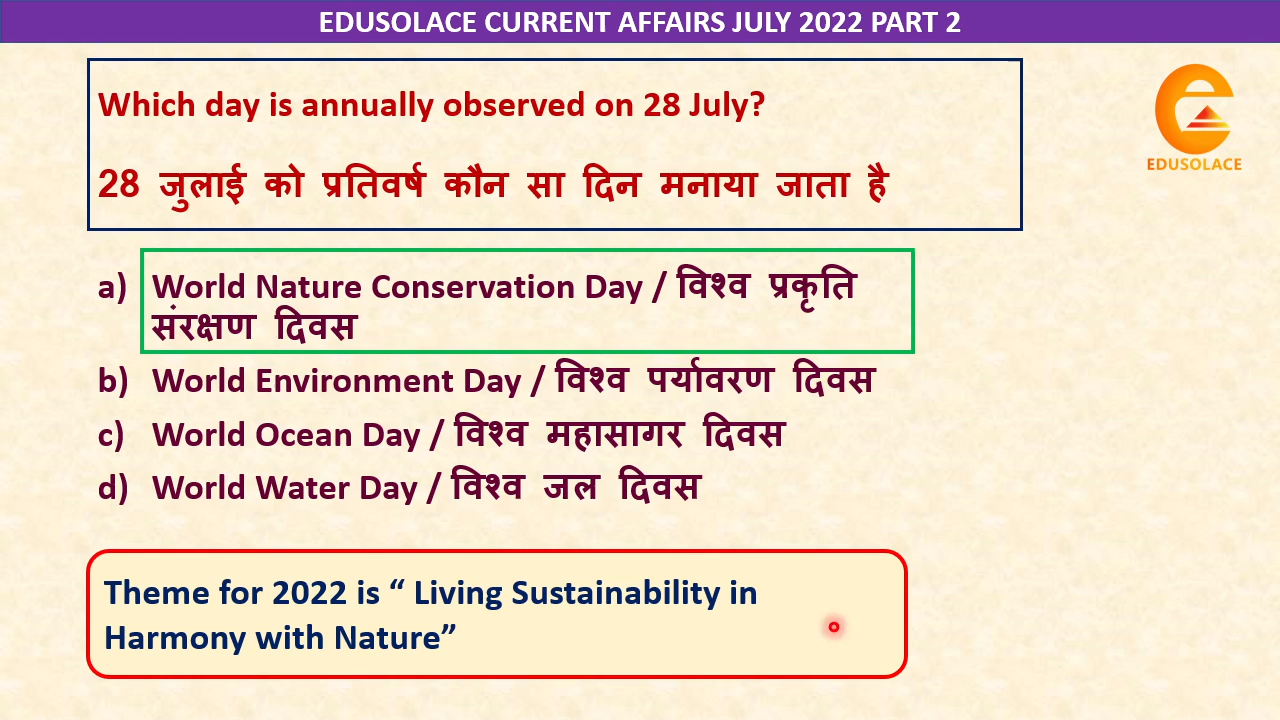 EDUSOLACE CURRENT AFFAIRS JULY 2022 PART 2
EDUSOLACE
Which day is annually observed on 28 July?
28 जुलाई को प्रतिवर्ष कौन सा दिन मनाया जाता है
a) World Nature Conservation Day / विश्व प्रकृति
संरक्षण दिवस
b) World Environment Day / विश्व पर्यावरण दिवस
c) World Ocean Day / विश्व महासागर दिवस
d) World Water Day / विश्व जल दिवस
Theme for 2022 is “ Living Sustainability in
Harmony with Nature”